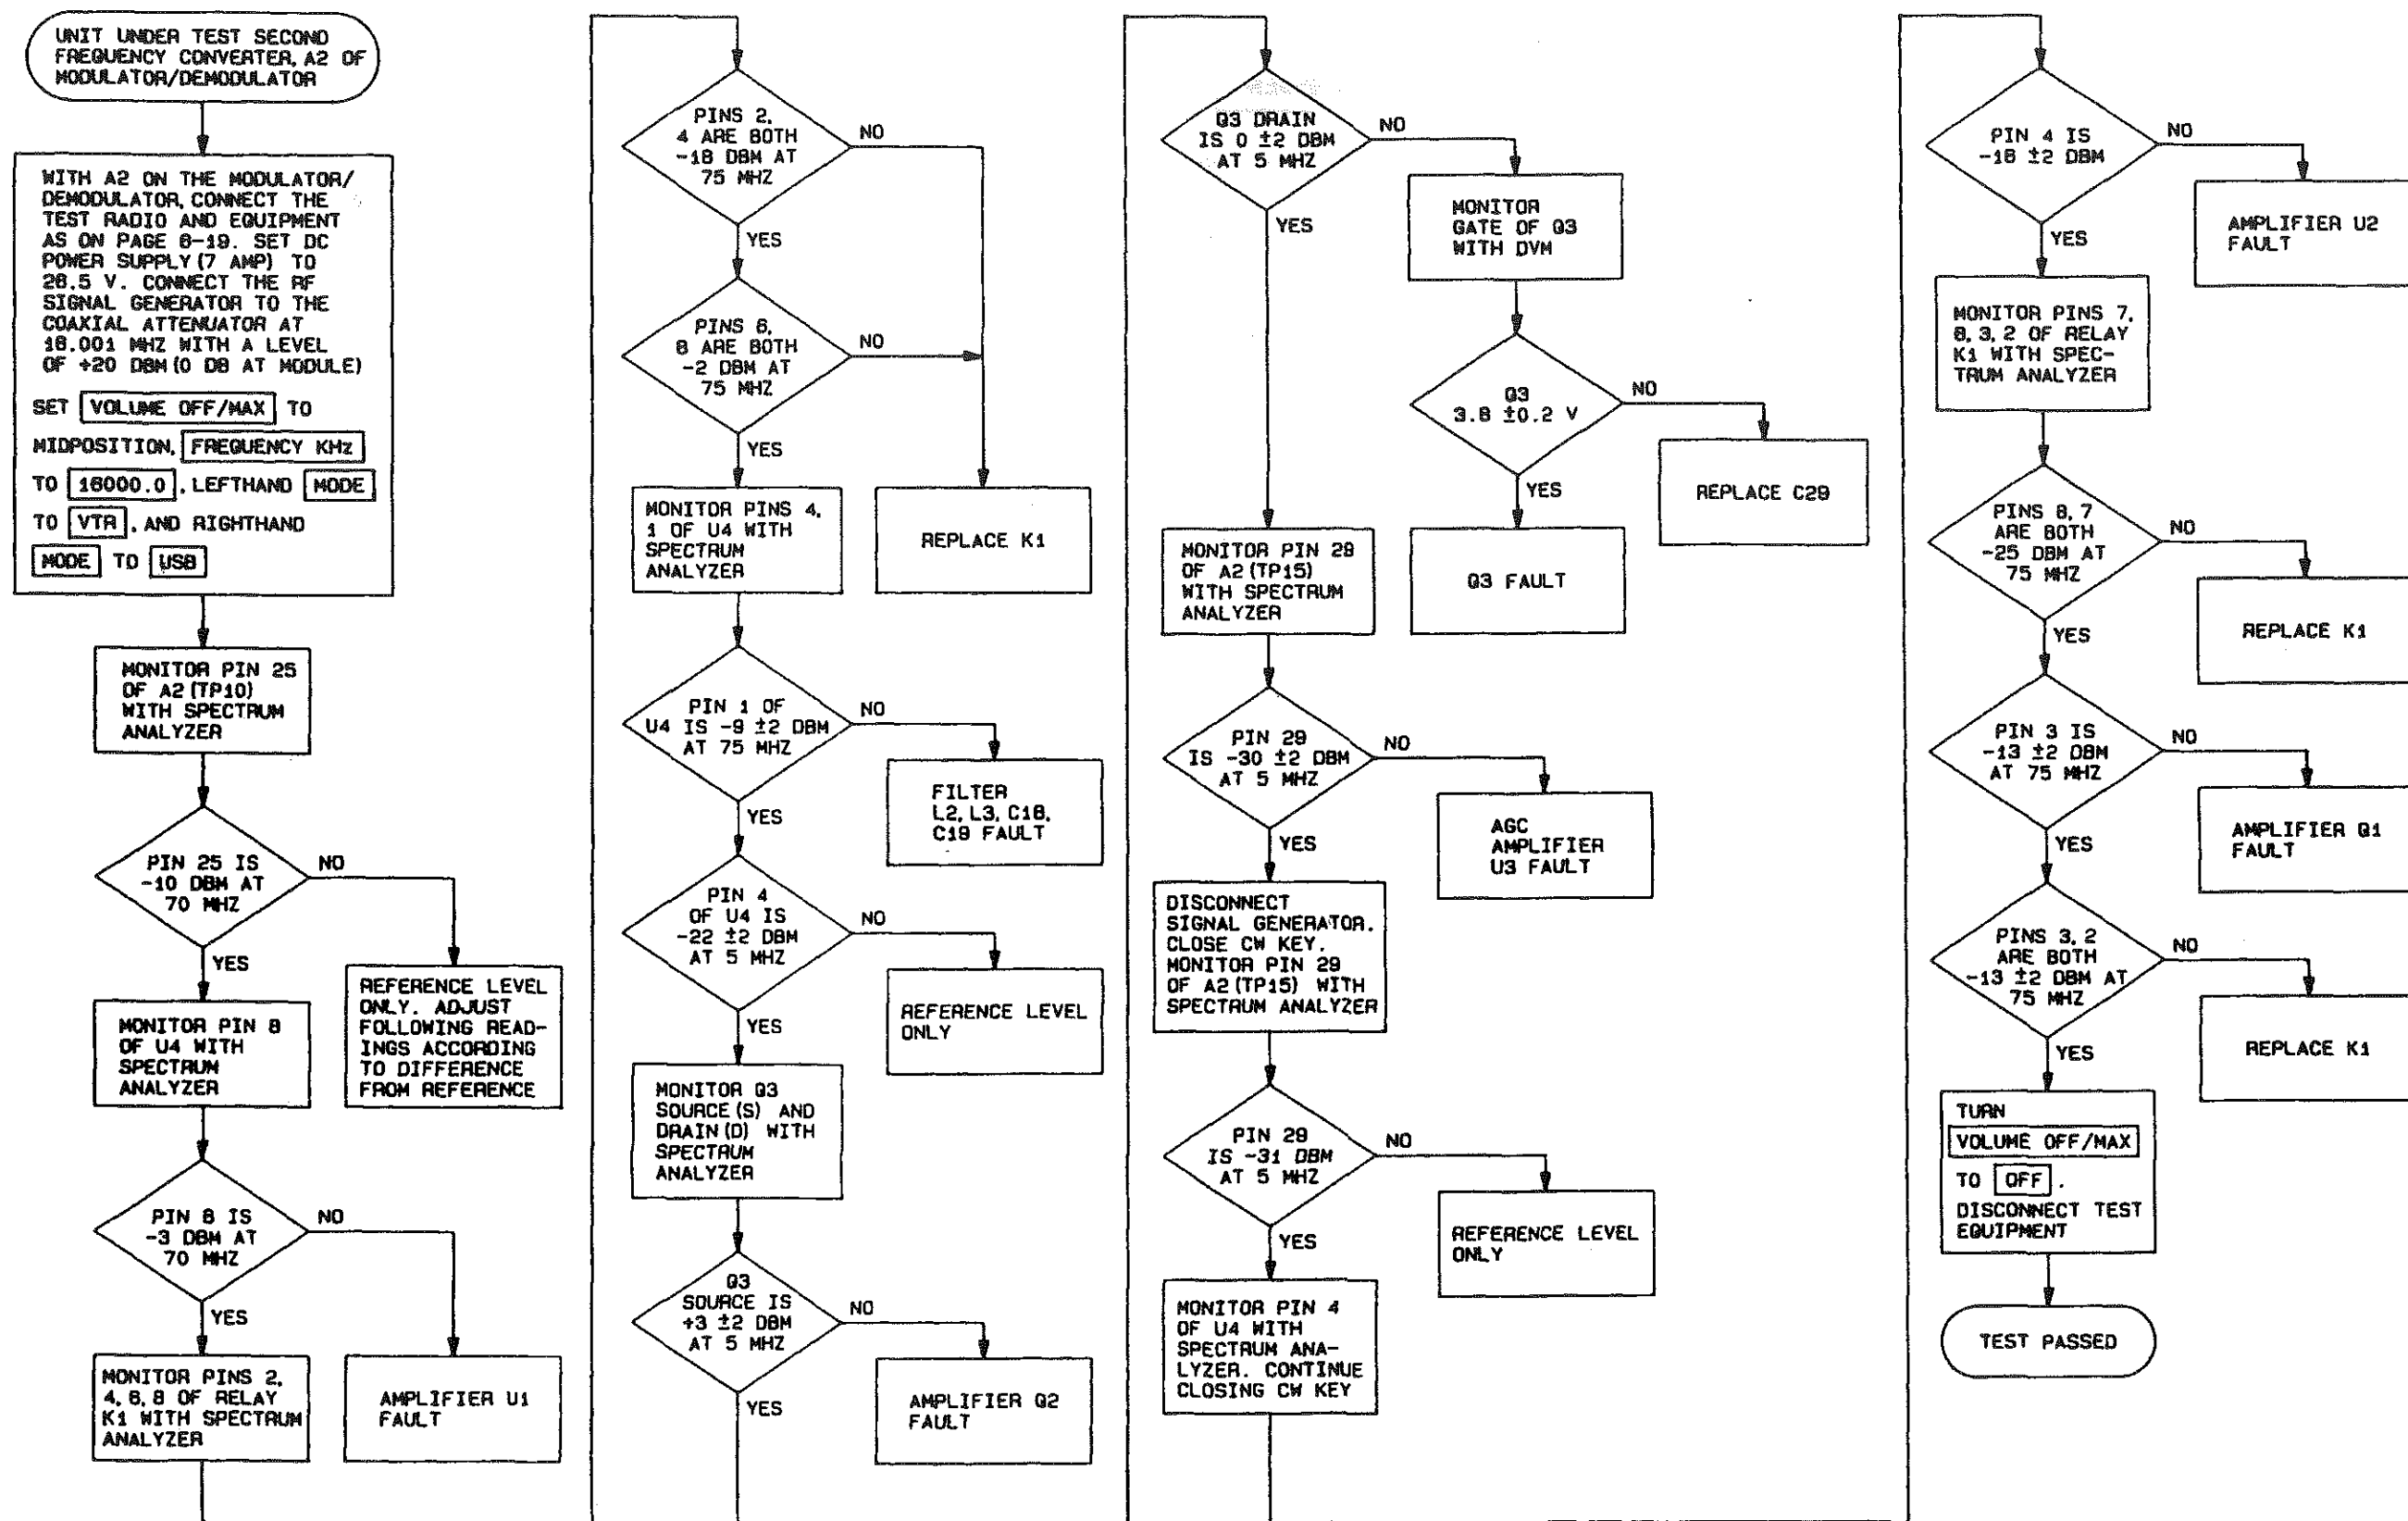 UNIT UNDER TEST SECOND
FREQUENCY CONVERTER, A2 OF
MODULATOR/DEMODULATOR
WITH A2 ON THE MODULATOR/
DEMODULATOR, CONNECT THE
TEST RADIO AND EQUIPMENT
AS ON PAGE 6-19. SET DC
POWER SUPPLY (7 AMP) TO
26.5 V. CONNECT THE RF
SIGNAL GENERATOR TO THE
COAXIAL ATTENUATOR AT
16.001 MHZ WITH A LEVEL
OF +20 DBM (0 DB AT MODULE)
SET VOLUME OFF/MAX TO
MIDPOSITION, FREQUENCY KHz
TO 16000.0 , LEFTHAND MODE
TO VTR , AND RIGHTHAND
MODE TO USB
MONITOR PIN 25
OF A2 (TP10)
WITH SPECTRUM
ANALYZER
PIN 25 IS
-10 DBM AT
70 MHZ
NO
YES
REFERENCE LEVEL
ONLY. ADJUST
FOLLOWING READ-
INGS ACCORDING
TO DIFFERENCE
FROM REFERENCE
MONITOR PIN 8
OF U4 WITH
SPECTRUM
ANALYZER
PIN 8 IS
-3 DBM AT
70 MHZ
NO
YES
AMPLIFIER U1
FAULT
MONITOR PINS 2,
4, 6, 8 OF RELAY
K1 WITH SPECTRUM
ANALYZER
PINS 2,
4 ARE BOTH
-18 DBM AT
75 MHZ
NO
YES
PINS 6,
8 ARE BOTH
-2 DBM AT
75 MHZ
NO
YES
REPLACE K1
MONITOR PINS 4,
1 OF U4 WITH
SPECTRUM
ANALYZER
PIN 1 OF
U4 IS -9 ±2 DBM
AT 75 MHZ
NO
YES
FILTER
L2, L3, C18,
C19 FAULT
PIN 4
OF U4 IS
-22 ±2 DBM
AT 5 MHZ
NO
YES
REFERENCE LEVEL
ONLY
MONITOR Q3
SOURCE (S) AND
DRAIN (D) WITH
SPECTRUM
ANALYZER
Q3
SOURCE IS
+3 ±2 DBM
AT 5 MHZ
NO
YES
AMPLIFIER Q2
FAULT
Q3 DRAIN
IS 0 ±2 DBM
AT 5 MHZ
NO
YES
MONITOR
GATE OF Q3
WITH DVM
Q3
3.8 ±0.2 V
NO
YES
REPLACE C29
Q3 FAULT
MONITOR PIN 29
OF A2 (TP15)
WITH SPECTRUM
ANALYZER
PIN 29
IS -30 ±2 DBM
AT 5 MHZ
NO
YES
AGC
AMPLIFIER
U3 FAULT
DISCONNECT
SIGNAL GENERATOR.
CLOSE CW KEY.
MONITOR PIN 29
OF A2 (TP15) WITH
SPECTRUM ANALYZER
PIN 29
IS -31 DBM
AT 5 MHZ
NO
YES
REFERENCE LEVEL
ONLY
MONITOR PIN 4
OF U4 WITH
SPECTRUM ANA-
LYZER. CONTINUE
CLOSING CW KEY
PIN 4 IS
-18 ±2 DBM
NO
YES
AMPLIFIER U2
FAULT
MONITOR PINS 7,
8, 3, 2 OF RELAY
K1 WITH SPEC-
TRUM ANALYZER
PINS 8, 7
ARE BOTH
-25 DBM AT
75 MHZ
NO
YES
REPLACE K1
PIN 3 IS
-13 ±2 DBM
AT 75 MHZ
NO
YES
AMPLIFIER Q1
FAULT
PINS 3, 2
ARE BOTH
-13 ±2 DBM AT
75 MHZ
NO
YES
REPLACE K1
TURN
VOLUME OFF/MAX
TO OFF .
DISCONNECT TEST
EQUIPMENT
TEST PASSED